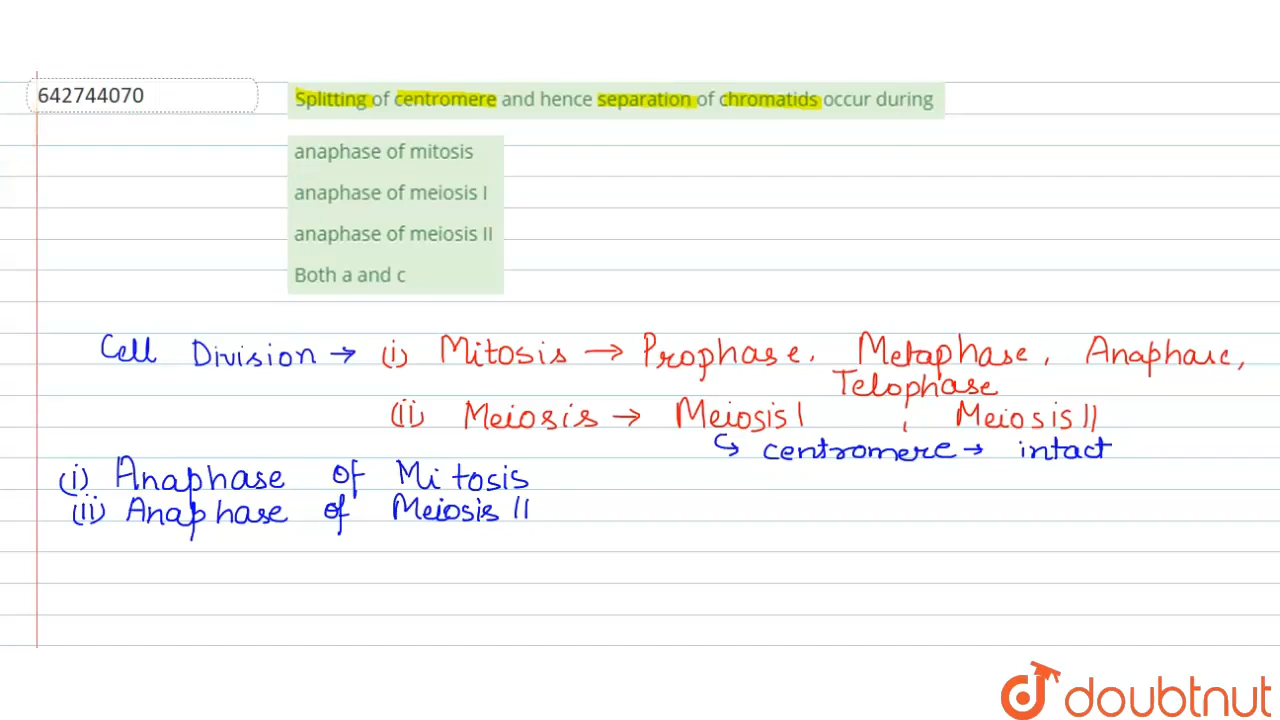 642744070
Splitting of centromere and hence separation of chromatids occur during
anaphase of mitosis
anaphase of meiosis I
anaphase of meiosis II
Both a and c
Cell Division → (i) Mitosis → Prophase, Metaphase, Anaphase,
Telophase
(ii) Meiosis → Meiosis I , Meiosis II
↳ centromere → intact
(i) Anaphase of Mitosis
(ii) Anaphase of Meiosis II
doubtnut